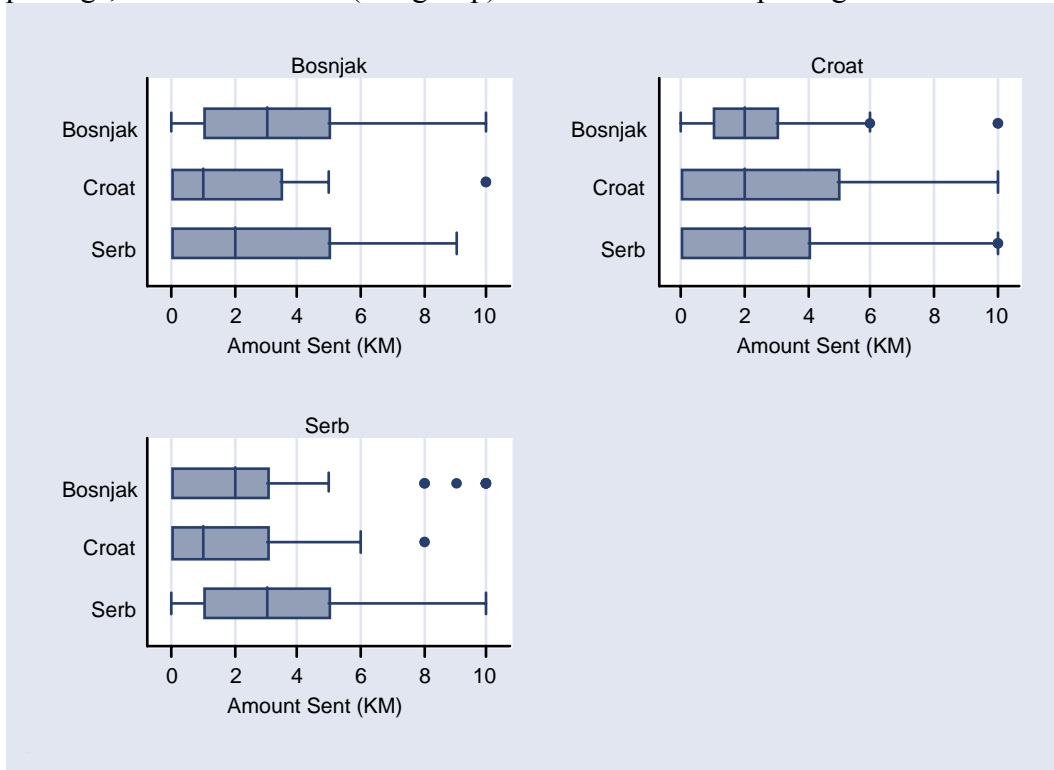 Bosnjak
Bosnjak
Croat
Serb
0 2 4 6 8 10
Amount Sent (KM)
Croat
Bosnjak
Croat
Serb
0 2 4 6 8 10
Amount Sent (KM)
Serb
Bosnjak
Croat
Serb
0 2 4 6 8 10
Amount Sent (KM)